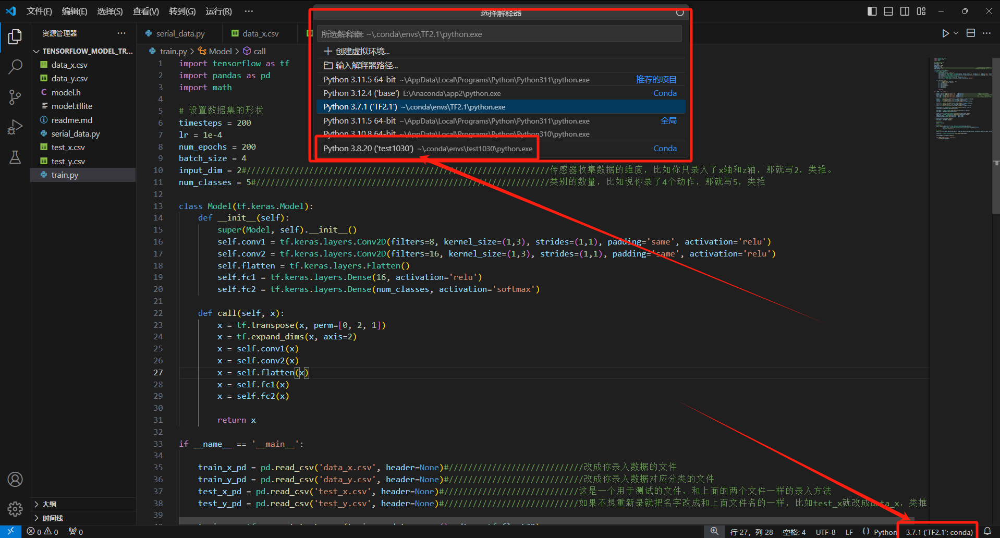 文件(F) 编辑(E) 选择(S) 查看(V) 转到(G) 运行(R) ···
选择解释器
所选解释器: ~\.conda\envs\TF2.1\python.exe
创建虚拟环境...
输入解释器路径...
Python 3.11.5 64-bit ~\AppData\Local\Programs\Python\Python311\python.exe 推荐的项目
Python 3.12.4 ('base') E:\Anaconda\app2\python.exe Conda
Python 3.7.1 ('TF2.1') ~\.conda\envs\TF2.1\python.exe
Python 3.11.5 64-bit ~\AppData\Local\Programs\Python\Python311\python.exe 全局
Python 3.10.8 64-bit ~\AppData\Local\Programs\Python\Python310\python.exe
Python 3.8.20 ('test1030') ~\.conda\envs\test1030\python.exe Conda
资源管理器 ···
TENSORFLOW_MODEL_TR...
data_x.csv
data_y.csv
model.h
model.tflite
readme.md
serial_data.py
test_x.csv
test_y.csv
train.py
大纲
时间线
serial_data.py data_x.csv
train.py > Model > call
1 import tensorflow as tf
2 import pandas as pd
3 import math
4
5 # 设置数据集的形状
6 timesteps = 200
7 lr = 1e-4
8 num_epochs = 200
9 batch_size = 4
10 input_dim = 2#///////////////////////////////////////////////////////////////传感器收集数据的维度，比如你只录入了x轴和z轴，那就写2，类推。
11 num_classes = 5#/////////////////////////////////////////////////////////////类别的数量，比如说你录了4个动作，那就写5，类推
12
13 class Model(tf.keras.Model):
14 def __init__(self):
15 super(Model, self).__init__()
16 self.conv1 = tf.keras.layers.Conv2D(filters=8, kernel_size=(1,3), strides=(1,1), padding='same', activation='relu')
17 self.conv2 = tf.keras.layers.Conv2D(filters=16, kernel_size=(1,3), strides=(1,1), padding='same', activation='relu')
18 self.flatten = tf.keras.layers.Flatten()
19 self.fc1 = tf.keras.layers.Dense(16, activation='relu')
20 self.fc2 = tf.keras.layers.Dense(num_classes, activation='softmax')
21
22 def call(self, x):
23 x = tf.transpose(x, perm=[0, 2, 1])
24 x = tf.expand_dims(x, axis=2)
25 x = self.conv1(x)
26 x = self.conv2(x)
27 x = self.flatten(x)
28 x = self.fc1(x)
29 x = self.fc2(x)
30
31 return x
32
33 if __name__ == '__main__':
34
35 train_x_pd = pd.read_csv('data_x.csv', header=None)#////////////////////////////改成你录入数据的文件
36 train_y_pd = pd.read_csv('data_y.csv', header=None)#////////////////////////////改成你录入数据对应分类的文件
37 test_x_pd = pd.read_csv('test_x.csv', header=None)#////////////////////////////这是一个用于测试的文件，和上面的两个文件一样的录入方法
38 test_y_pd = pd.read_csv('test_y.csv', header=None)#////////////////////////////如果不想重新录就把名字改成和上面文件名的一样，比如test_x就改成data_x，类推
39
0 0 0 行 27，列 28 空格: 4 UTF-8 LF {} Python 3.7.1 ('TF2.1': conda)